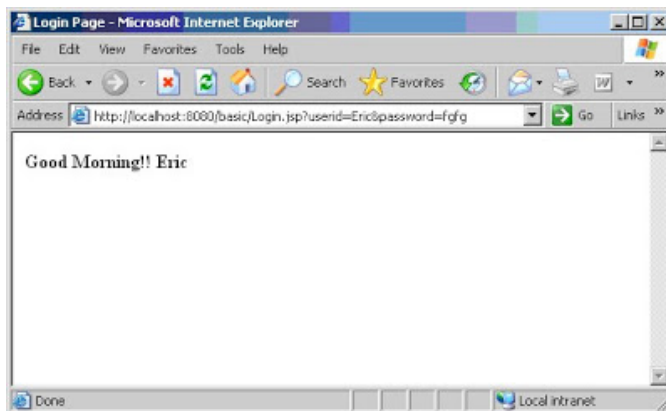 Login Page - Microsoft Internet Explorer
File Edit View Favorites Tools Help
Back Search Favorites »
Address http://localhost:8080/basic/Login.jsp?userid=Eric&password=fgfg Go Links »
Good Morning!! Eric
Done Local intranet